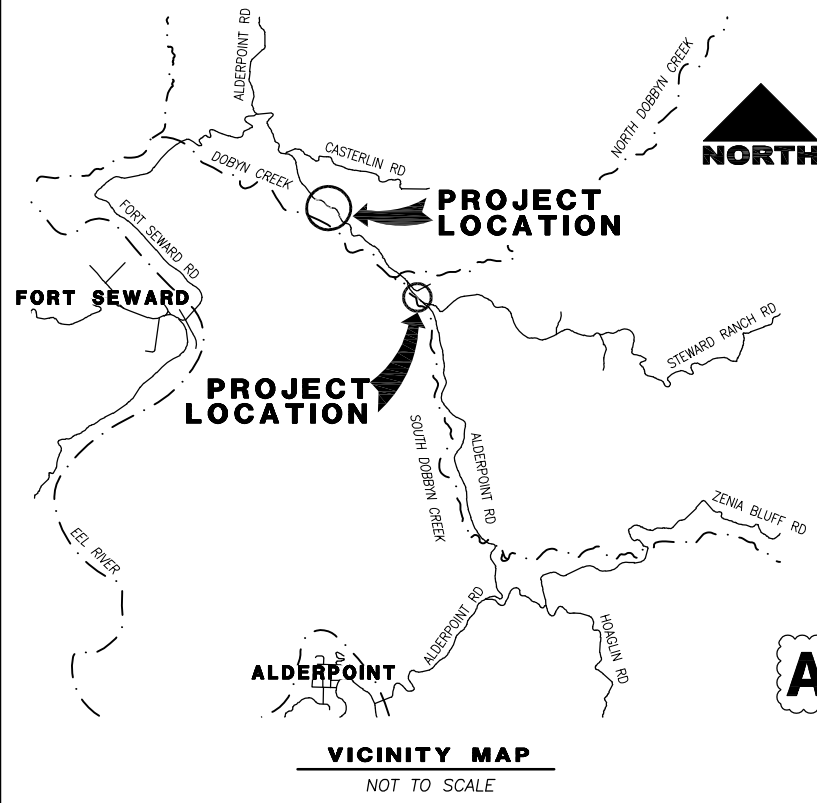 ALDERPOINT RD
NORTH DOBBYN CREEK
NORTH
CASTERLIN RD
DOBYN CREEK
PROJECT
LOCATION
FORT SEWARD RD
FORT SEWARD
STEWARD RANCH RD
PROJECT
LOCATION
SOUTH DOBBYN CREEK
ALDERPOINT RD
ZENIA BLUFF RD
EEL RIVER
ALDERPOINT RD
HOAGLIN RD
ALDERPOINT
A
VICINITY MAP
NOT TO SCALE